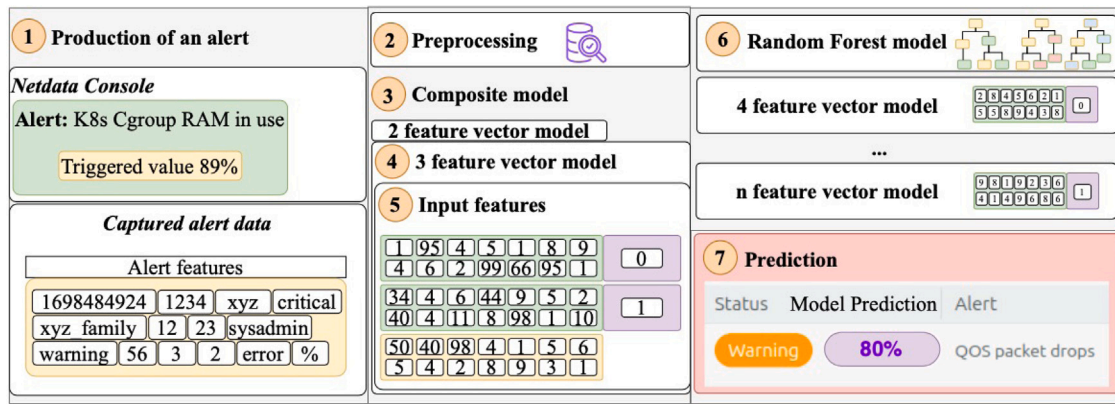 1 Production of an alert
Netdata Console
Alert: K8s Cgroup RAM in use
Triggered value 89%
Captured alert data
Alert features
1698484924 1234 xyz critical
xyz_family 12 23 sysadmin
warning 56 3 2 error %
2 Preprocessing
3 Composite model
2 feature vector model
4 3 feature vector model
5 Input features
1 95 4 5 1 8 9
4 6 2 99 66 95 1
0
34 4 6 44 9 5 2
40 4 11 8 98 1 10
1
50 40 98 4 1 5 6
5 4 2 8 9 3 1
6 Random Forest model
4 feature vector model
2 8 4 5 6 2 1
5 5 8 9 4 3 8
0
...
n feature vector model
9 8 1 9 2 3 6
4 1 4 9 6 8 6
1
7 Prediction
Status Model Prediction Alert
Warning 80% QOS packet drops